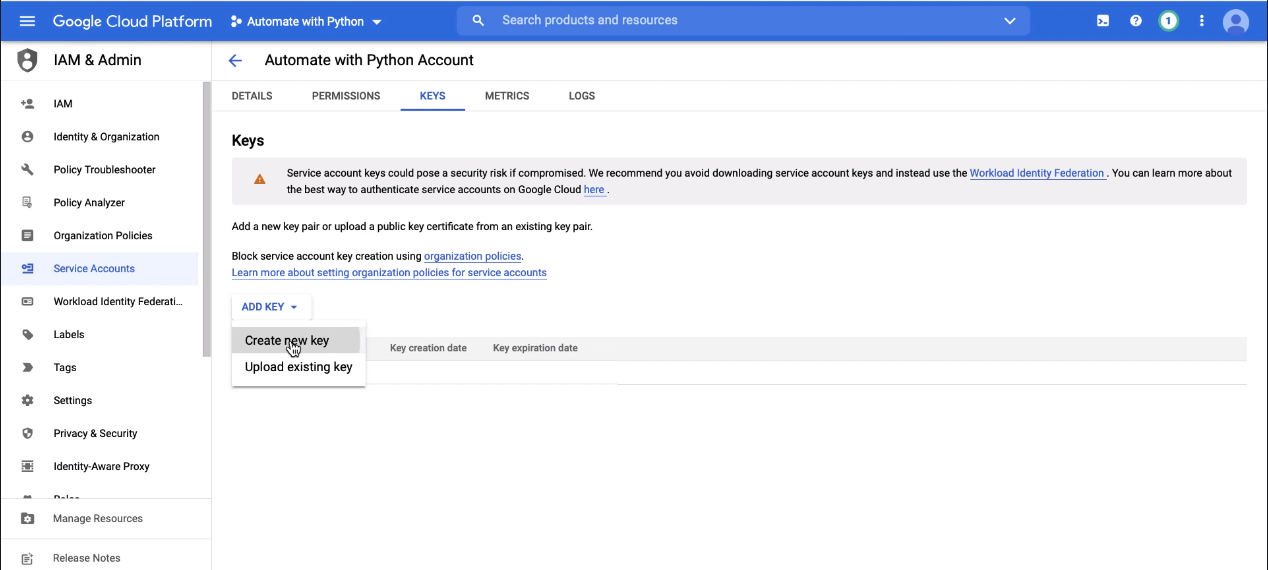 Google Cloud Platform
Automate with Python
Search products and resources
1
IAM & Admin
Automate with Python Account
DETAILS
PERMISSIONS
KEYS
METRICS
LOGS
IAM
Identity & Organization
Policy Troubleshooter
Policy Analyzer
Organization Policies
Service Accounts
Workload Identity Federati...
Labels
Tags
Settings
Privacy & Security
Identity-Aware Proxy
Roles
Manage Resources
Release Notes
Keys
Service account keys could pose a security risk if compromised. We recommend you avoid downloading service account keys and instead use the Workload Identity Federation . You can learn more about
the best way to authenticate service accounts on Google Cloud here .
Add a new key pair or upload a public key certificate from an existing key pair.
Block service account key creation using organization policies.
Learn more about setting organization policies for service accounts
ADD KEY
Create new key
Upload existing key
Key creation date
Key expiration date